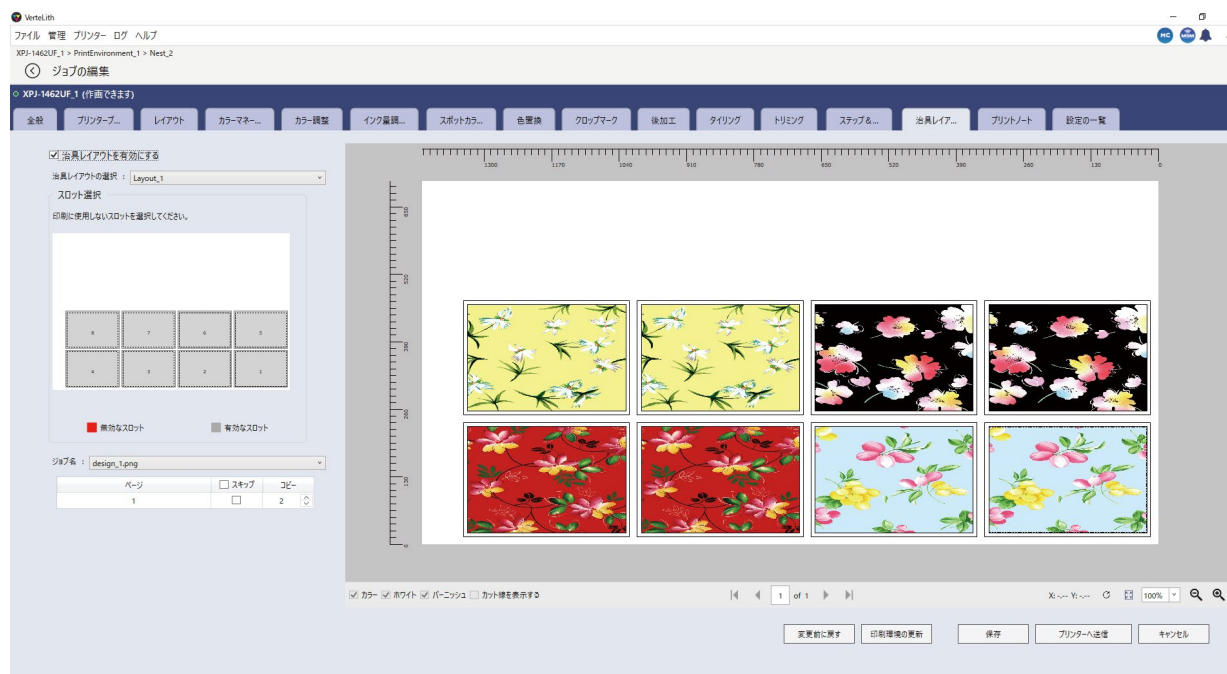 VerteLith
ファイル 管理 プリンター ログ ヘルプ
MC MSM
XPJ-1462UF_1 > PrintEnvironment_1 > Nest_2
ジョブの編集
XPJ-1462UF_1 (作画できます)
全般 プリンタープ... レイアウト カラーマネー... カラー調整 インク量調... スポットカラ... 色置換 クロップマーク 後加工 タイリング トリミング ステップ＆... 治具レイア... プリントノート 設定の一覧
治具レイアウトを有効にする
治具レイアウトの選択 : Layout_1
スロット選択
印刷に使用しないスロットを選択してください。
8 7 6 5
4 3 2 1
無効なスロット 有効なスロット
ジョブ名 : design_1.png
ページ スキップ コピー
1 2
1300 1170 1040 910 780 650 520 390 260 130 0
650
520
390
260
130
0
カラー ホワイト バーニッシュ カット線を表示する
1 of 1
X: -.-- Y: -.-- 100%
変更前に戻す 印刷環境の更新 保存 プリンターへ送信 キャンセル